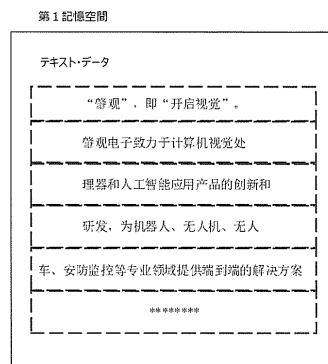 第１記憶空間
テキスト・データ
“肇观”，即“开启视觉”。
肇观电子致力于计算机视觉处
理器和人工智能应用产品的创新和
研发，为机器人、无人机、无人
车、安防监控等专业领域提供端到端的解决方案
********